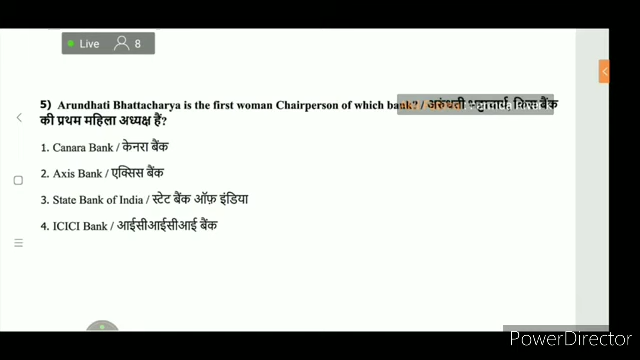 Live 8
5) Arundhati Bhattacharya is the first woman Chairperson of which bank? / अरुंधती भट्टाचार्य किस बैंक
की प्रथम महिला अध्यक्ष हैं?
1. Canara Bank / केनरा बैंक
2. Axis Bank / एक्सिस बैंक
3. State Bank of India / स्टेट बैंक ऑफ़ इंडिया
4. ICICI Bank / आईसीआईसीआई बैंक
PowerDirector